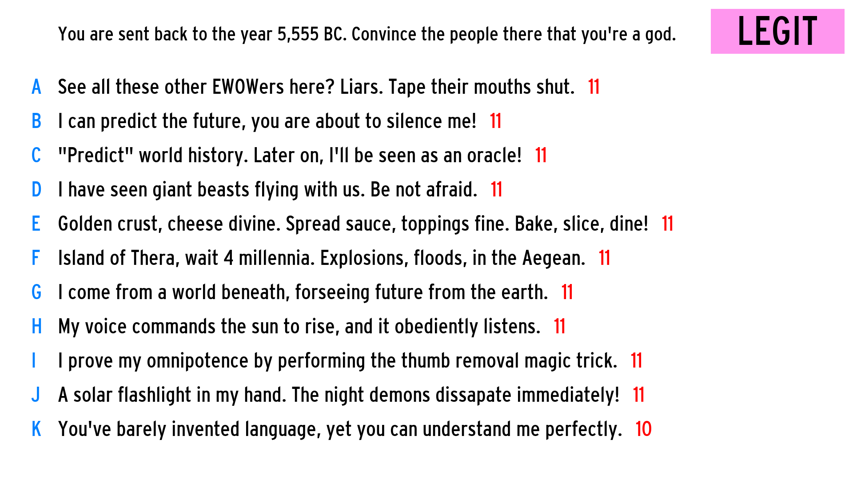 You are sent back to the year 5,555 BC. Convince the people there that you're a god.
LEGIT
A See all these other EWOWers here? Liars. Tape their mouths shut. 11
B I can predict the future, you are about to silence me! 11
C "Predict" world history. Later on, I'll be seen as an oracle! 11
D I have seen giant beasts flying with us. Be not afraid. 11
E Golden crust, cheese divine. Spread sauce, toppings fine. Bake, slice, dine! 11
F Island of Thera, wait 4 millennia. Explosions, floods, in the Aegean. 11
G I come from a world beneath, forseeing future from the earth. 11
H My voice commands the sun to rise, and it obediently listens. 11
I I prove my omnipotence by performing the thumb removal magic trick. 11
J A solar flashlight in my hand. The night demons dissapate immediately! 11
K You've barely invented language, yet you can understand me perfectly. 10